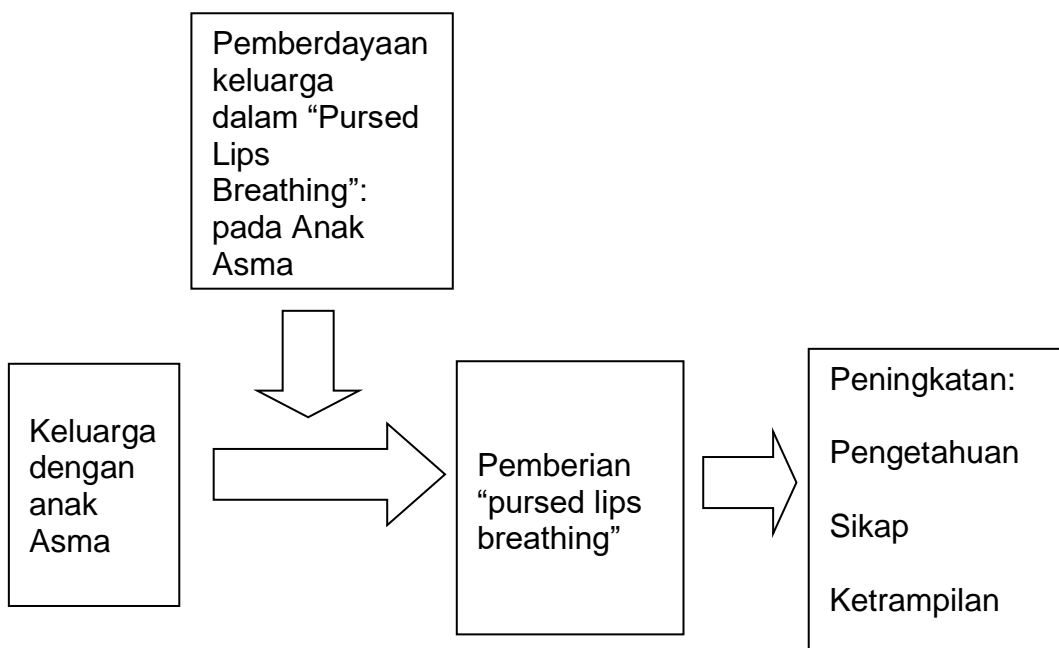 Pemberdayaan
keluarga
dalam “Pursed
Lips
Breathing”:
pada Anak
Asma
Keluarga
dengan
anak
Asma
Pemberian
“pursed lips
breathing”
Peningkatan:
Pengetahuan
Sikap
Ketrampilan